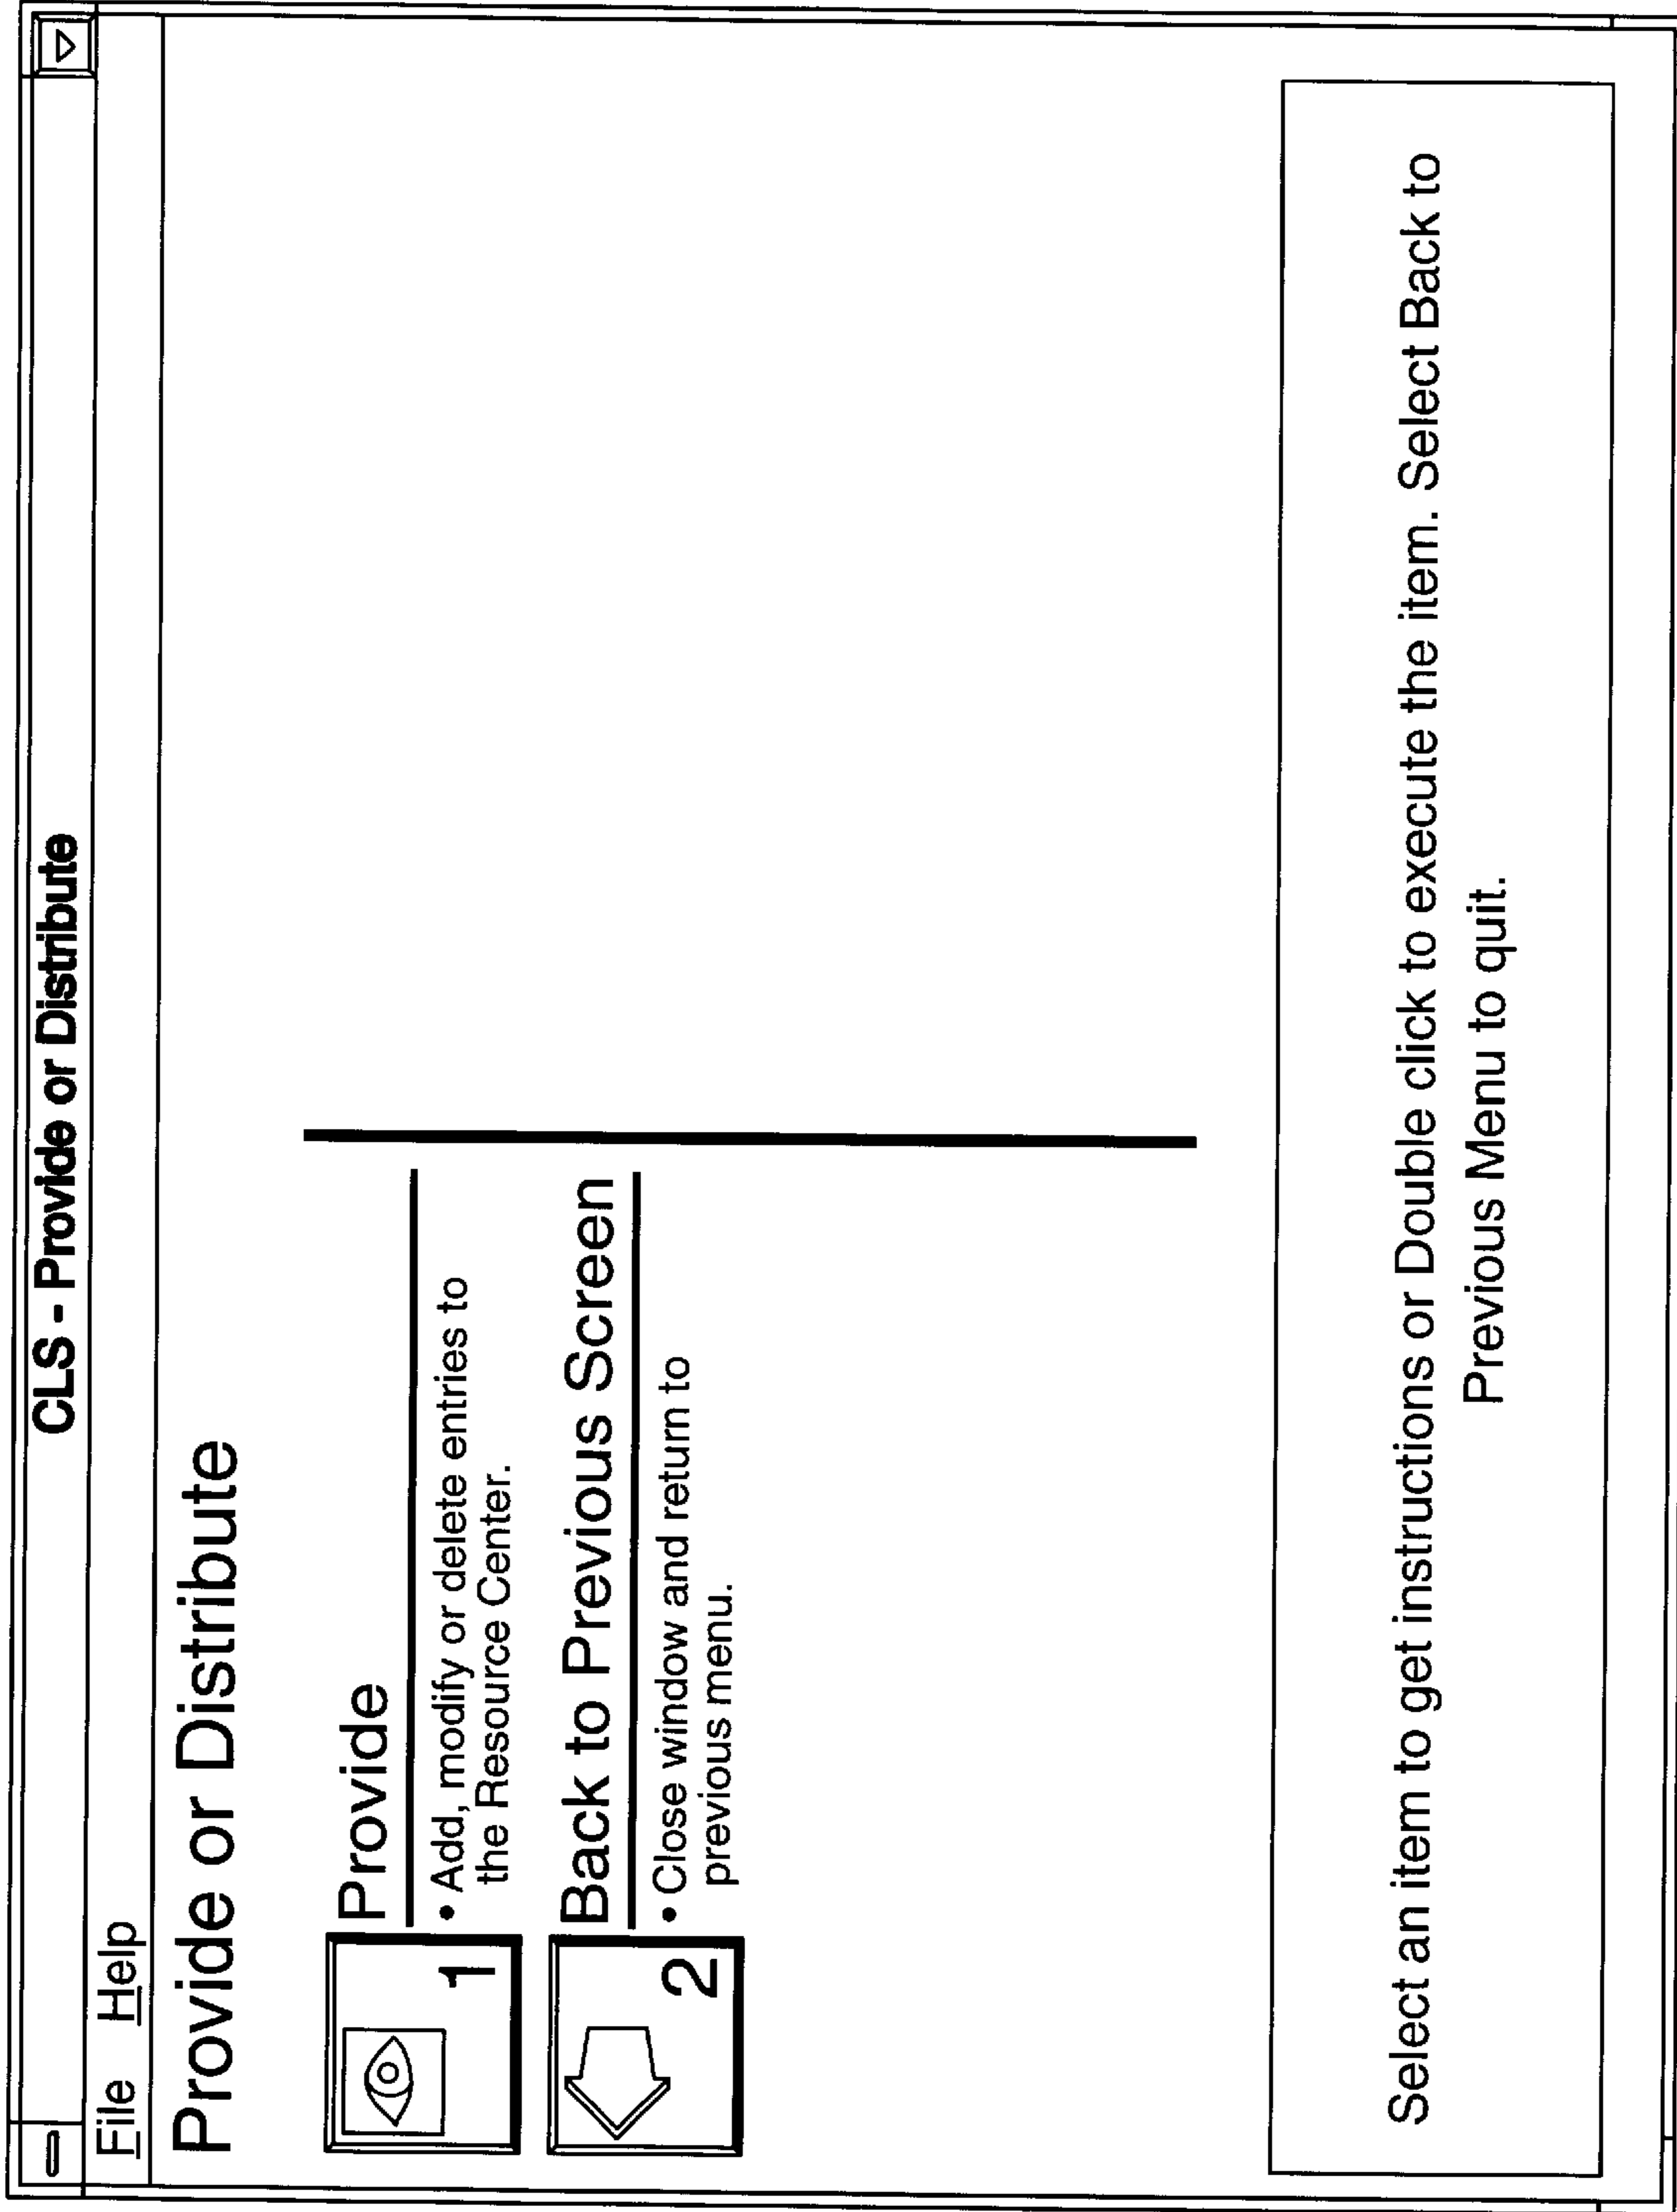 CLS - Provide or Distribute
File Help
Provide or Distribute
1
Provide
• Add, modify or delete entries to
the Resource Center.
2
Back to Previous Screen
• Close window and return to
previous menu.
Select an item to get instructions or Double click to execute the item. Select Back to
Previous Menu to quit.